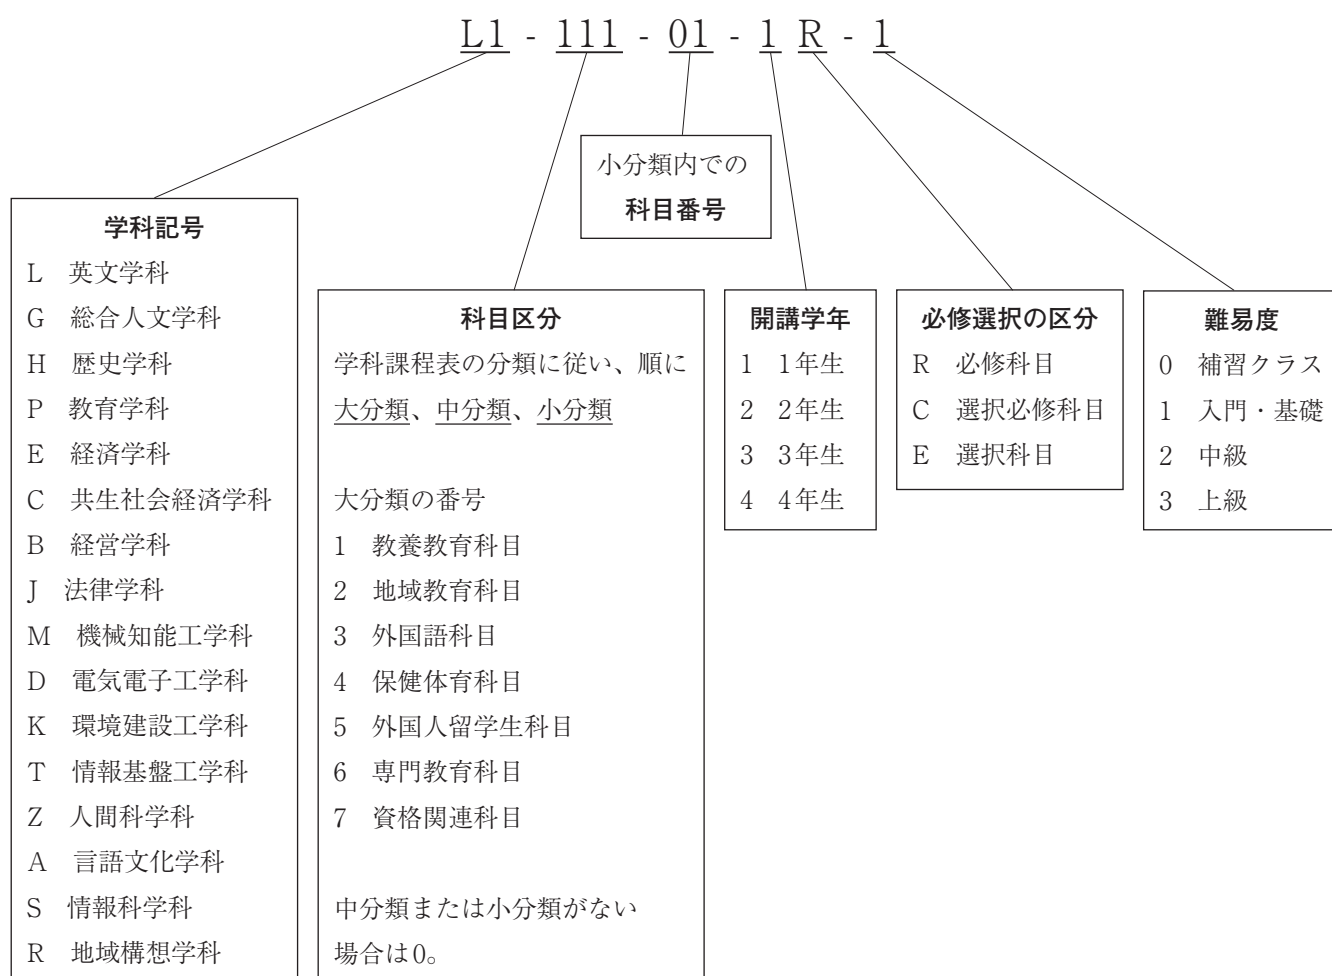 L1 - 111 - 01 - 1 R - 1
小分類内での
科目番号
学科記号
L 英文学科
G 総合人文学科
H 歴史学科
P 教育学科
E 経済学科
C 共生社会経済学科
B 経営学科
J 法律学科
M 機械知能工学科
D 電気電子工学科
K 環境建設工学科
T 情報基盤工学科
Z 人間科学科
A 言語文化学科
S 情報科学科
R 地域構想学科
科目区分
学科課程表の分類に従い、順に
大分類、中分類、小分類
大分類の番号
1 教養教育科目
2 地域教育科目
3 外国語科目
4 保健体育科目
5 外国人留学生科目
6 専門教育科目
7 資格関連科目
中分類または小分類がない
場合は0。
開講学年
1 1年生
2 2年生
3 3年生
4 4年生
必修選択の区分
R 必修科目
C 選択必修科目
E 選択科目
難易度
0 補習クラス
1 入門・基礎
2 中級
3 上級